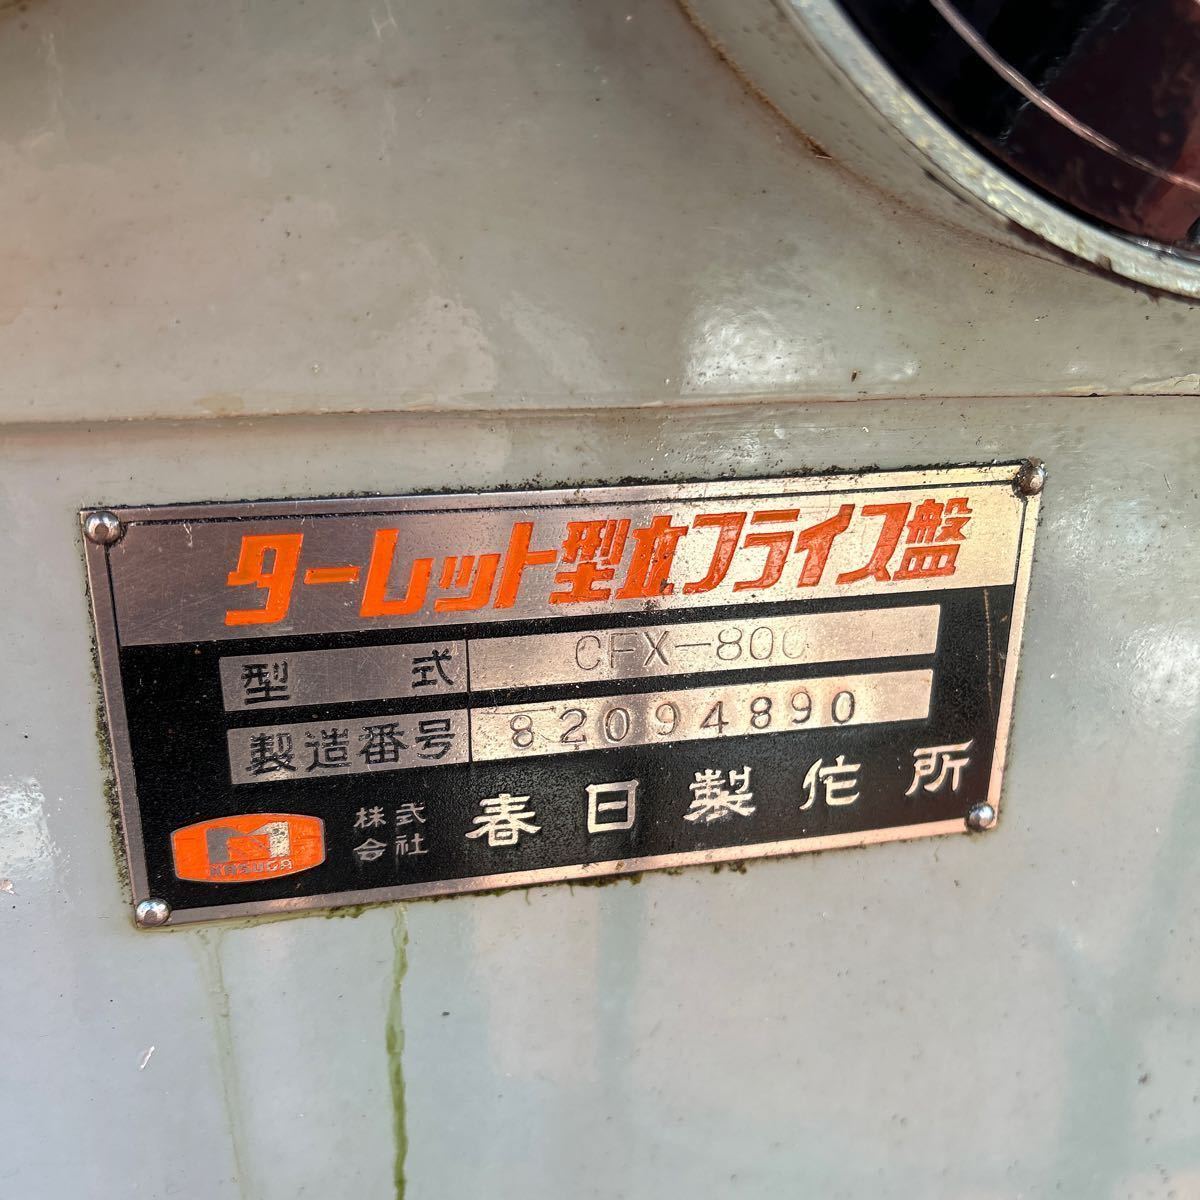 ターレット型立フライス盤
型式 CFX-800
製造番号 82094890
KASUGA 株式会社 春日製作所